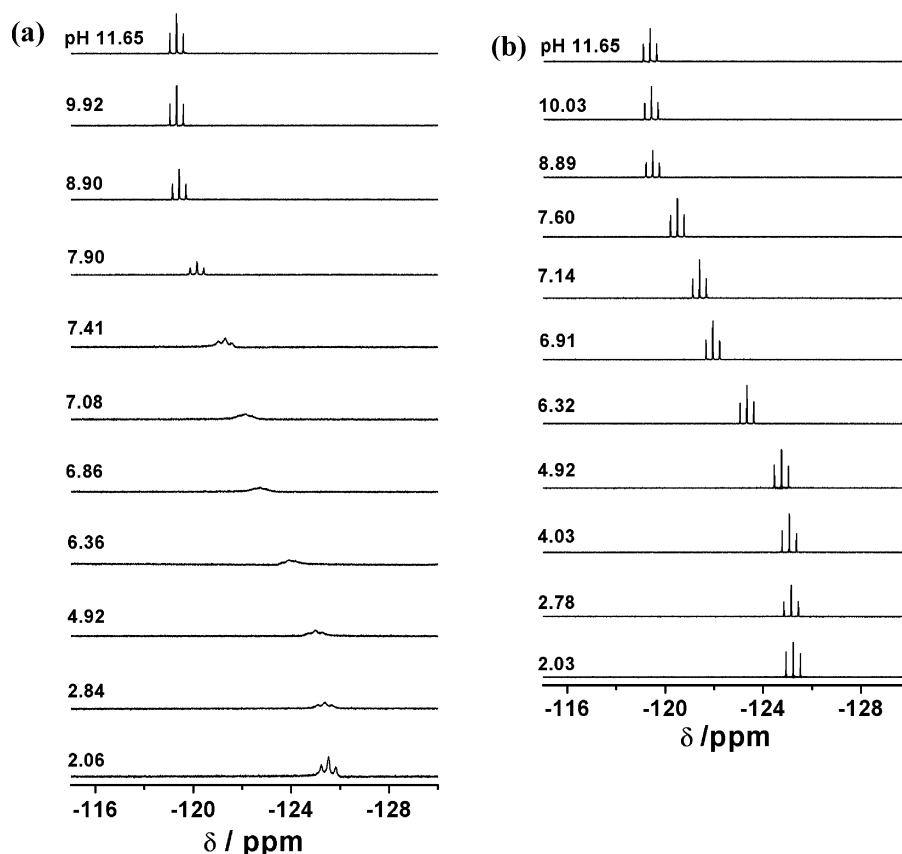 (a)
pH 11.65
9.92
8.90
7.90
7.41
7.08
6.86
6.36
4.92
2.84
2.06
-116 -120 -124 -128
δ / ppm
(b)
pH 11.65
10.03
8.89
7.60
7.14
6.91
6.32
4.92
4.03
2.78
2.03
-116 -120 -124 -128
δ /ppm